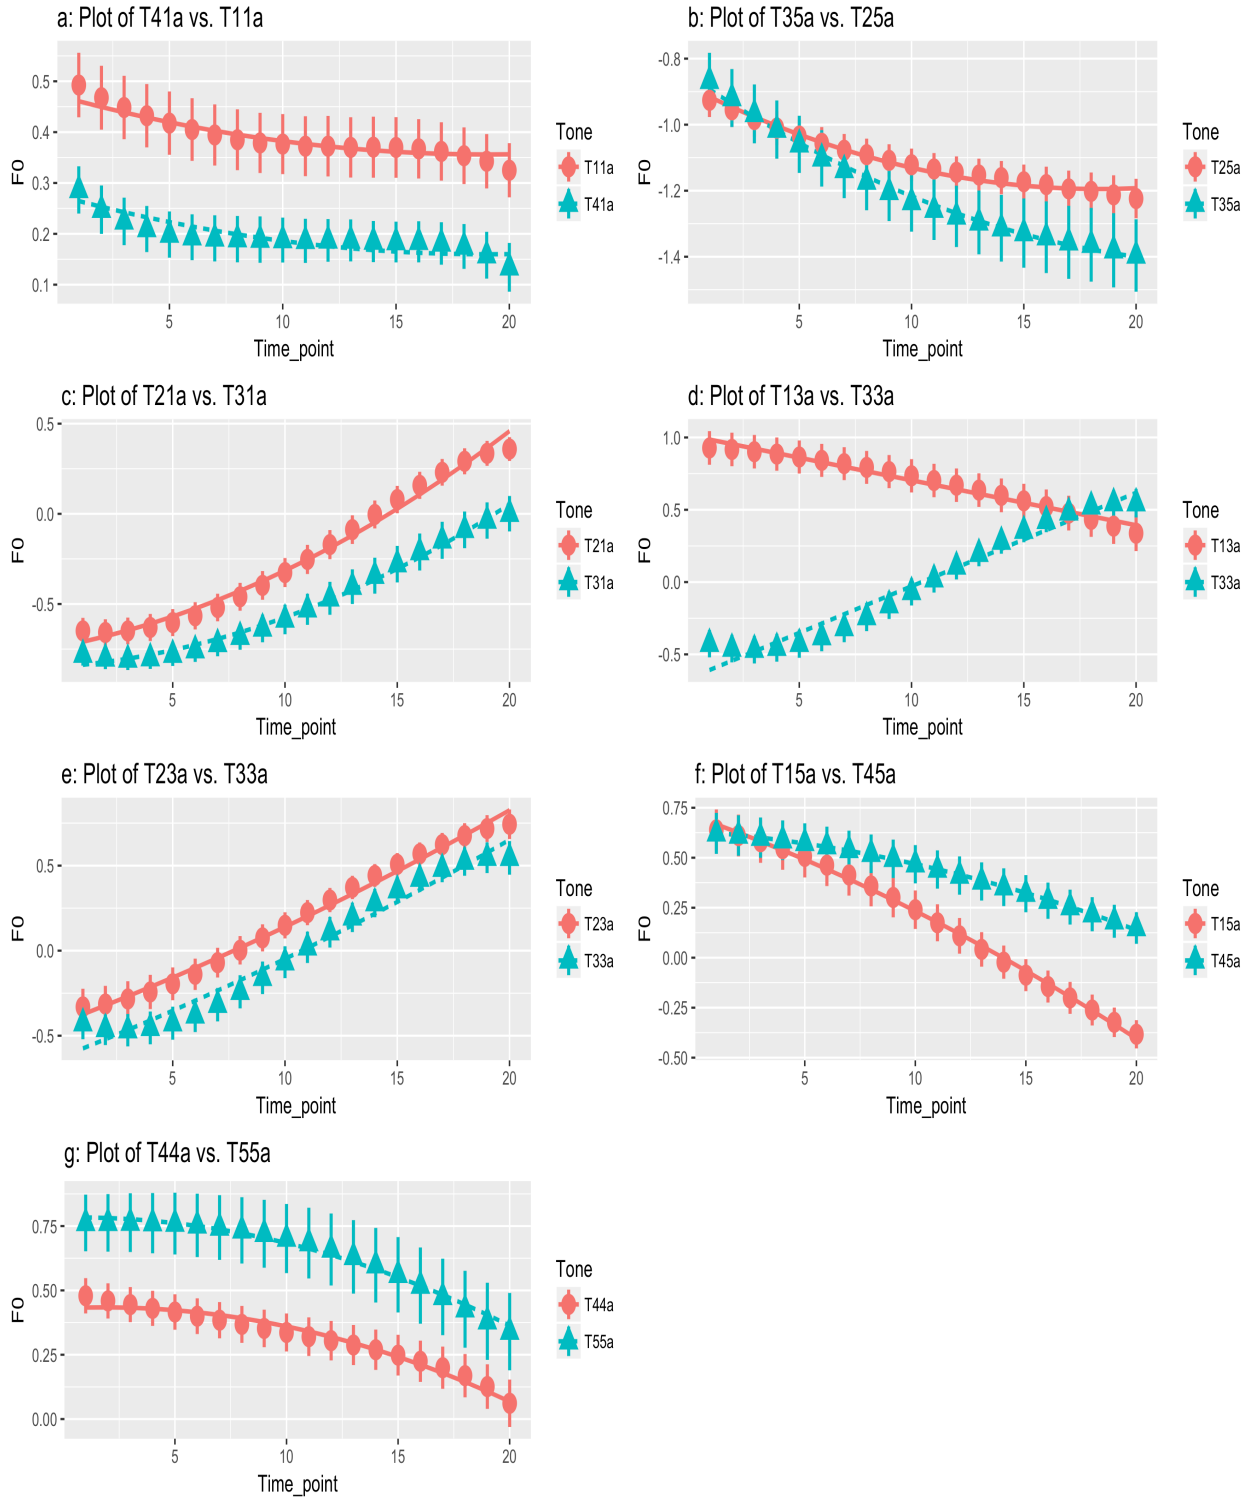 a: Plot of T41a vs. T11a
F0
0.5
0.4
0.3
0.2
0.1
5 10 15 20
Time_point
Tone
T11a
T41a
b: Plot of T35a vs. T25a
F0
-0.8
-1.0
-1.2
-1.4
5 10 15 20
Time_point
Tone
T25a
T35a
c: Plot of T21a vs. T31a
F0
0.5
0.0
-0.5
5 10 15 20
Time_point
Tone
T21a
T31a
d: Plot of T13a vs. T33a
F0
1.0
0.5
0.0
-0.5
5 10 15 20
Time_point
Tone
T13a
T33a
e: Plot of T23a vs. T33a
F0
0.5
0.0
-0.5
5 10 15 20
Time_point
Tone
T23a
T33a
f: Plot of T15a vs. T45a
F0
0.75
0.50
0.25
0.00
-0.25
-0.50
5 10 15 20
Time_point
Tone
T15a
T45a
g: Plot of T44a vs. T55a
F0
0.75
0.50
0.25
0.00
5 10 15 20
Time_point
Tone
T44a
T55a